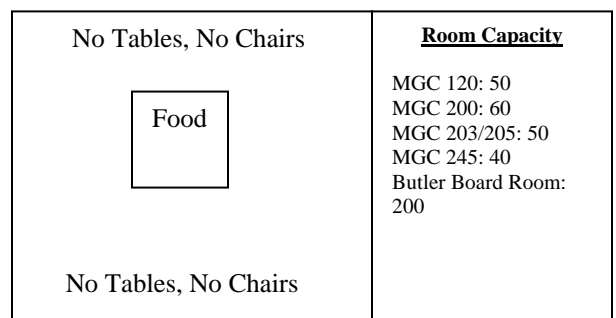 No Tables, No Chairs
Food
No Tables, No Chairs
Room Capacity
MGC 120: 50
MGC 200: 60
MGC 203/205: 50
MGC 245: 40
Butler Board Room:
200